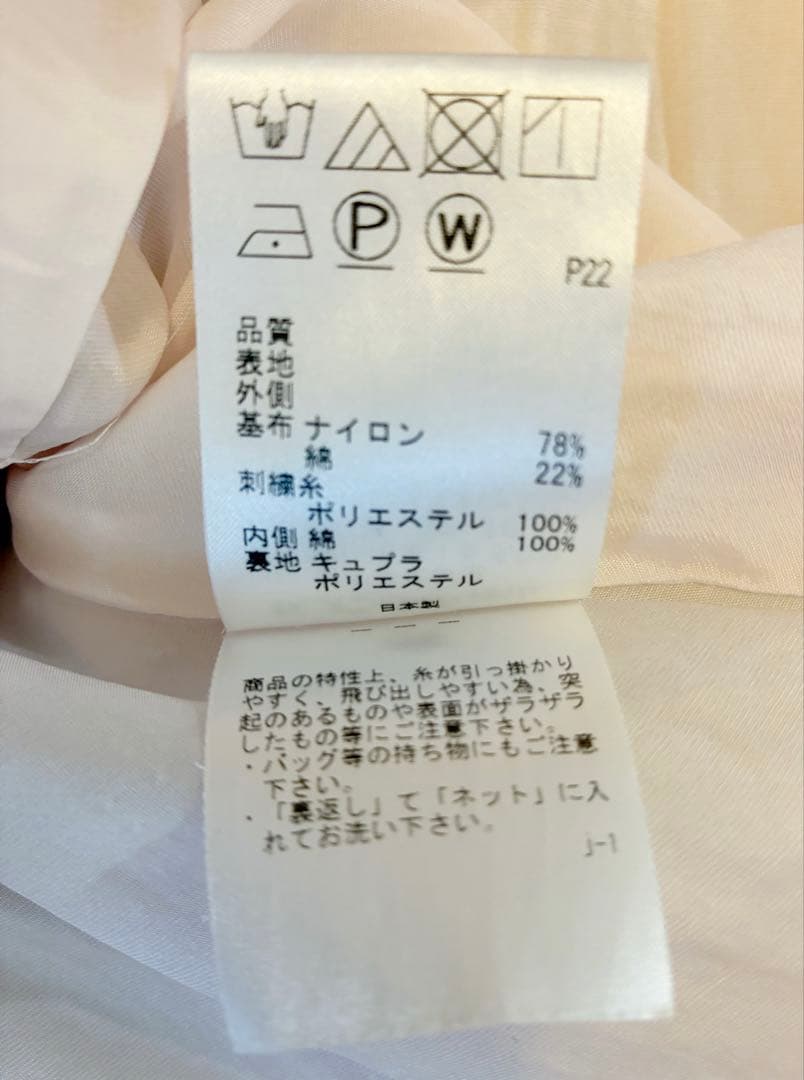 P
W
P22
品質
表地
外側
基布 ナイロン 78%
綿 22%
刺繍糸
ポリエステル 100%
内側 綿 100%
裏地 キュプラ
ポリエステル
日本製
商品の特性上、糸が引っ掛かり
やすく、飛び出しやすい為、突
起のあるものや表面がザラザラ
したもの等にご注意下さい。
・バッグ等の持ち物にもご注意
下さい。
・「裏返し」て「ネット」に入
れてお洗い下さい。
j-1